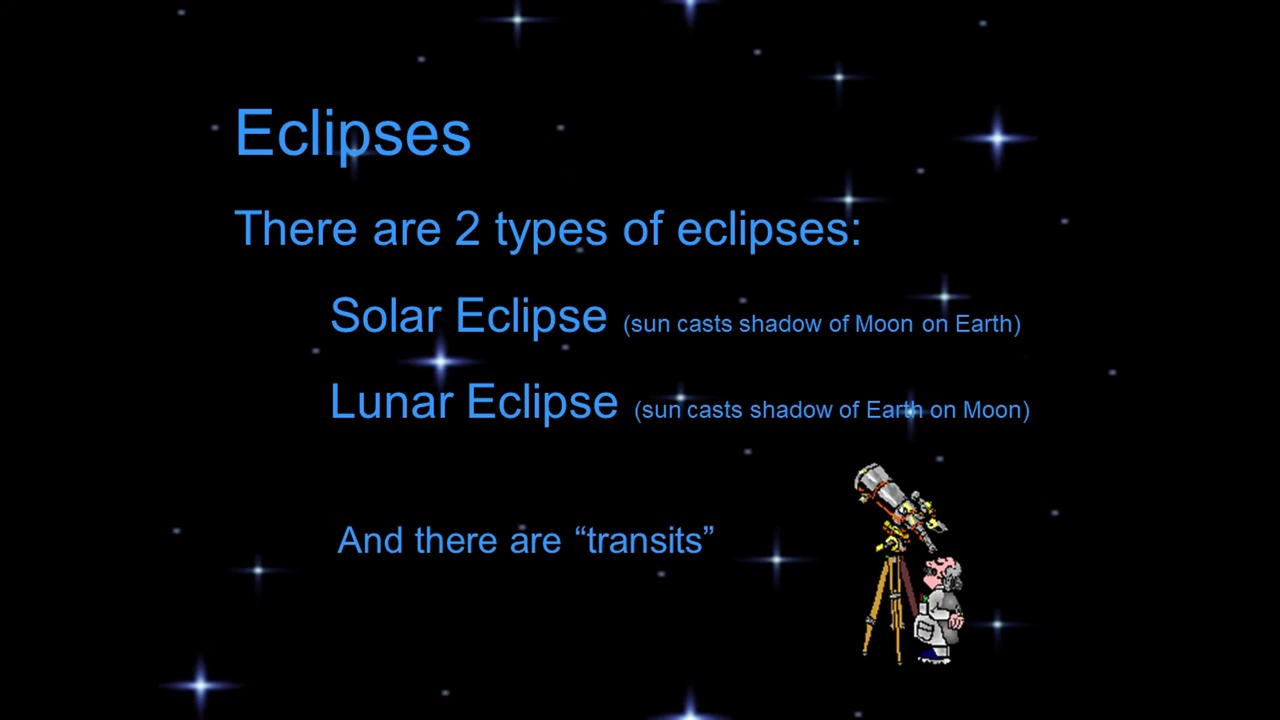 Eclipses
There are 2 types of eclipses:
Solar Eclipse (sun casts shadow of Moon on Earth)
Lunar Eclipse (sun casts shadow of Earth on Moon)
And there are “transits”